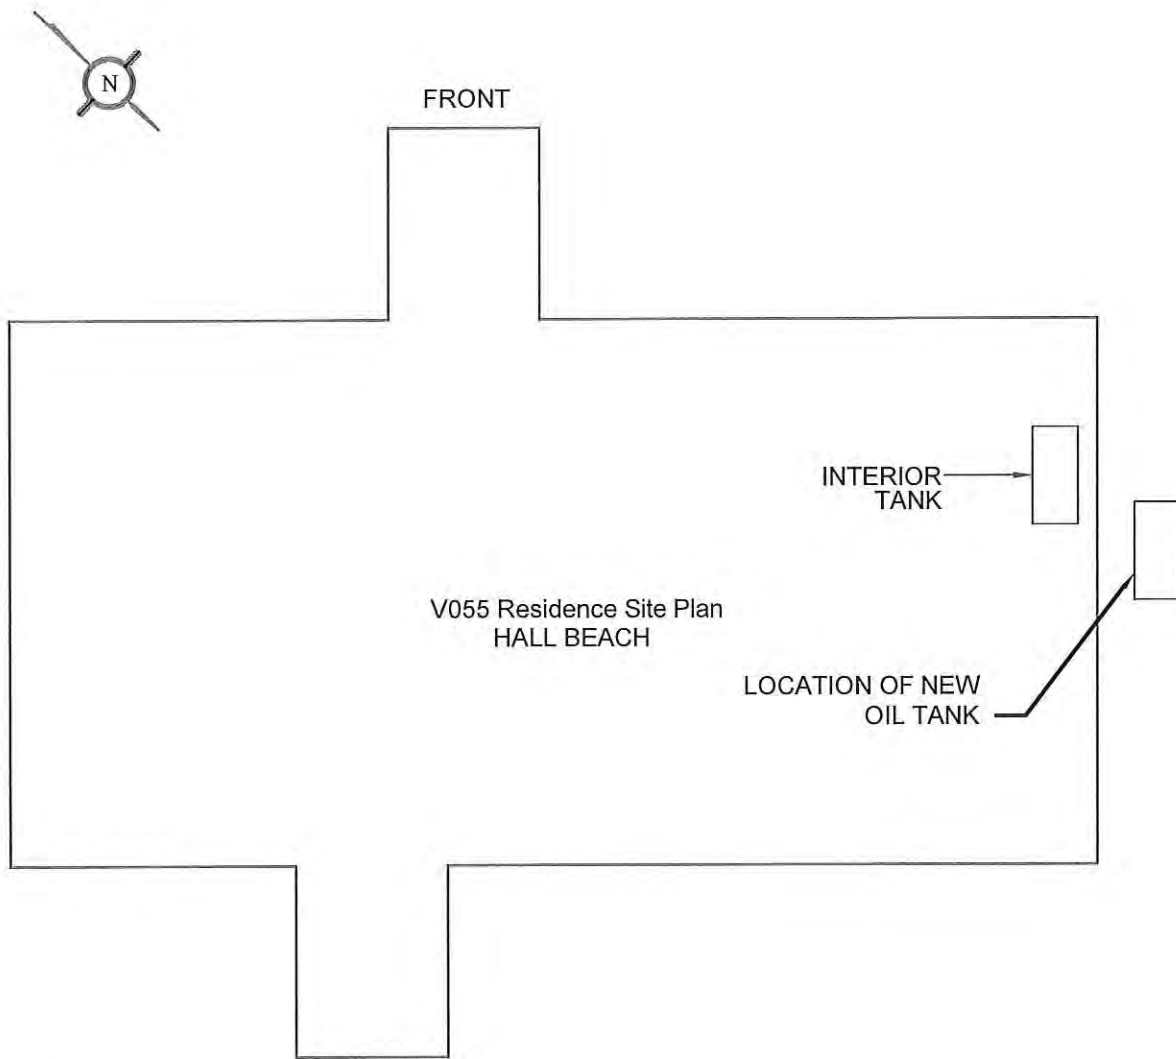 N
FRONT
INTERIOR
TANK
V055 Residence Site Plan
HALL BEACH
LOCATION OF NEW
OIL TANK